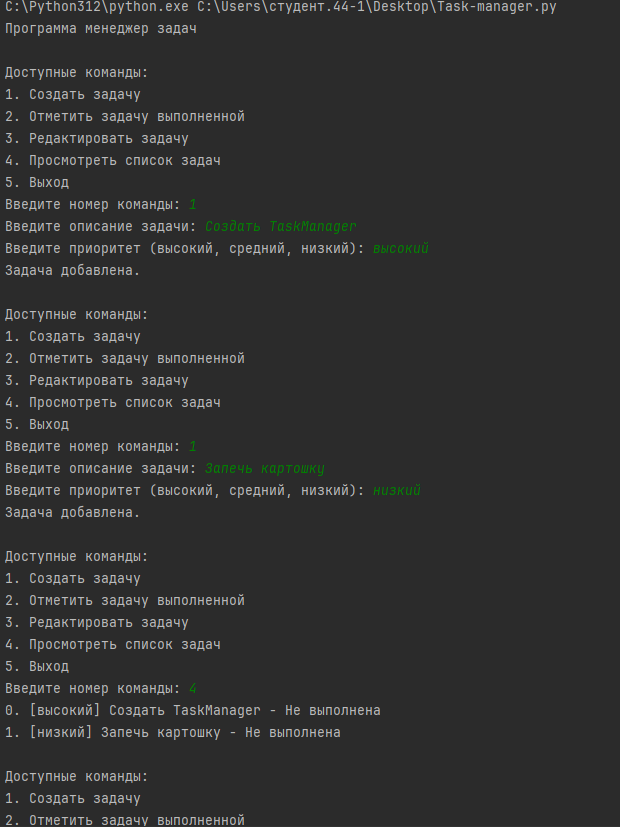 C:\Python312\python.exe C:\Users\студент.44-1\Desktop\Task-manager.py
Программа менеджер задач
Доступные команды:
1. Создать задачу
2. Отметить задачу выполненной
3. Редактировать задачу
4. Просмотреть список задач
5. Выход
Введите номер команды: 1
Введите описание задачи: Создать TaskManager
Введите приоритет (высокий, средний, низкий): высокий
Задача добавлена.
Доступные команды:
1. Создать задачу
2. Отметить задачу выполненной
3. Редактировать задачу
4. Просмотреть список задач
5. Выход
Введите номер команды: 1
Введите описание задачи: Запечь картошку
Введите приоритет (высокий, средний, низкий): низкий
Задача добавлена.
Доступные команды:
1. Создать задачу
2. Отметить задачу выполненной
3. Редактировать задачу
4. Просмотреть список задач
5. Выход
Введите номер команды: 4
0. [высокий] Создать TaskManager - Не выполнена
1. [низкий] Запечь картошку - Не выполнена
Доступные команды:
1. Создать задачу
2. Отметить задачу выполненной